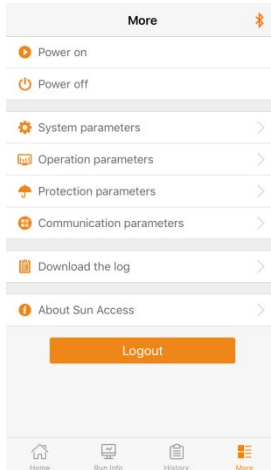 More
Power on
Power off
System parameters
Operation parameters
Protection parameters
Communication parameters
Download the log
About Sun Access
Logout
Home
Run info
History
More